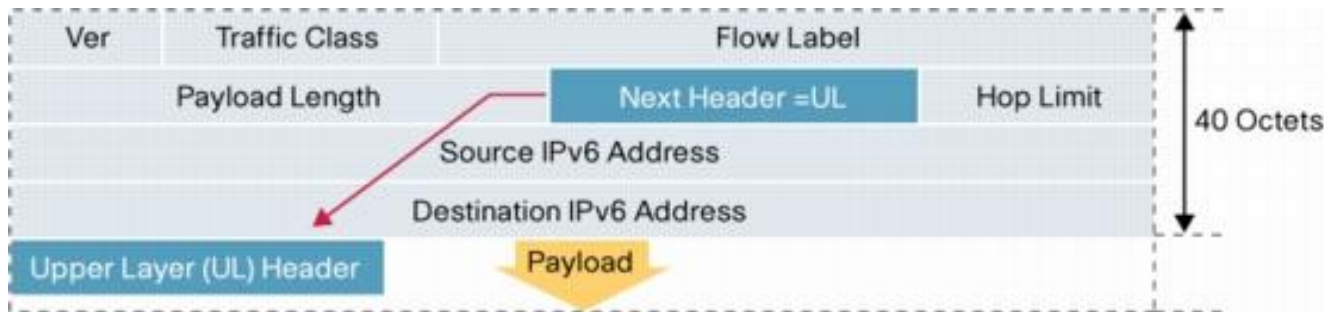 Ver Traffic Class Flow Label
Payload Length Next Header =UL Hop Limit
40 Octets
Source IPv6 Address
Destination IPv6 Address
Upper Layer (UL) Header Payload